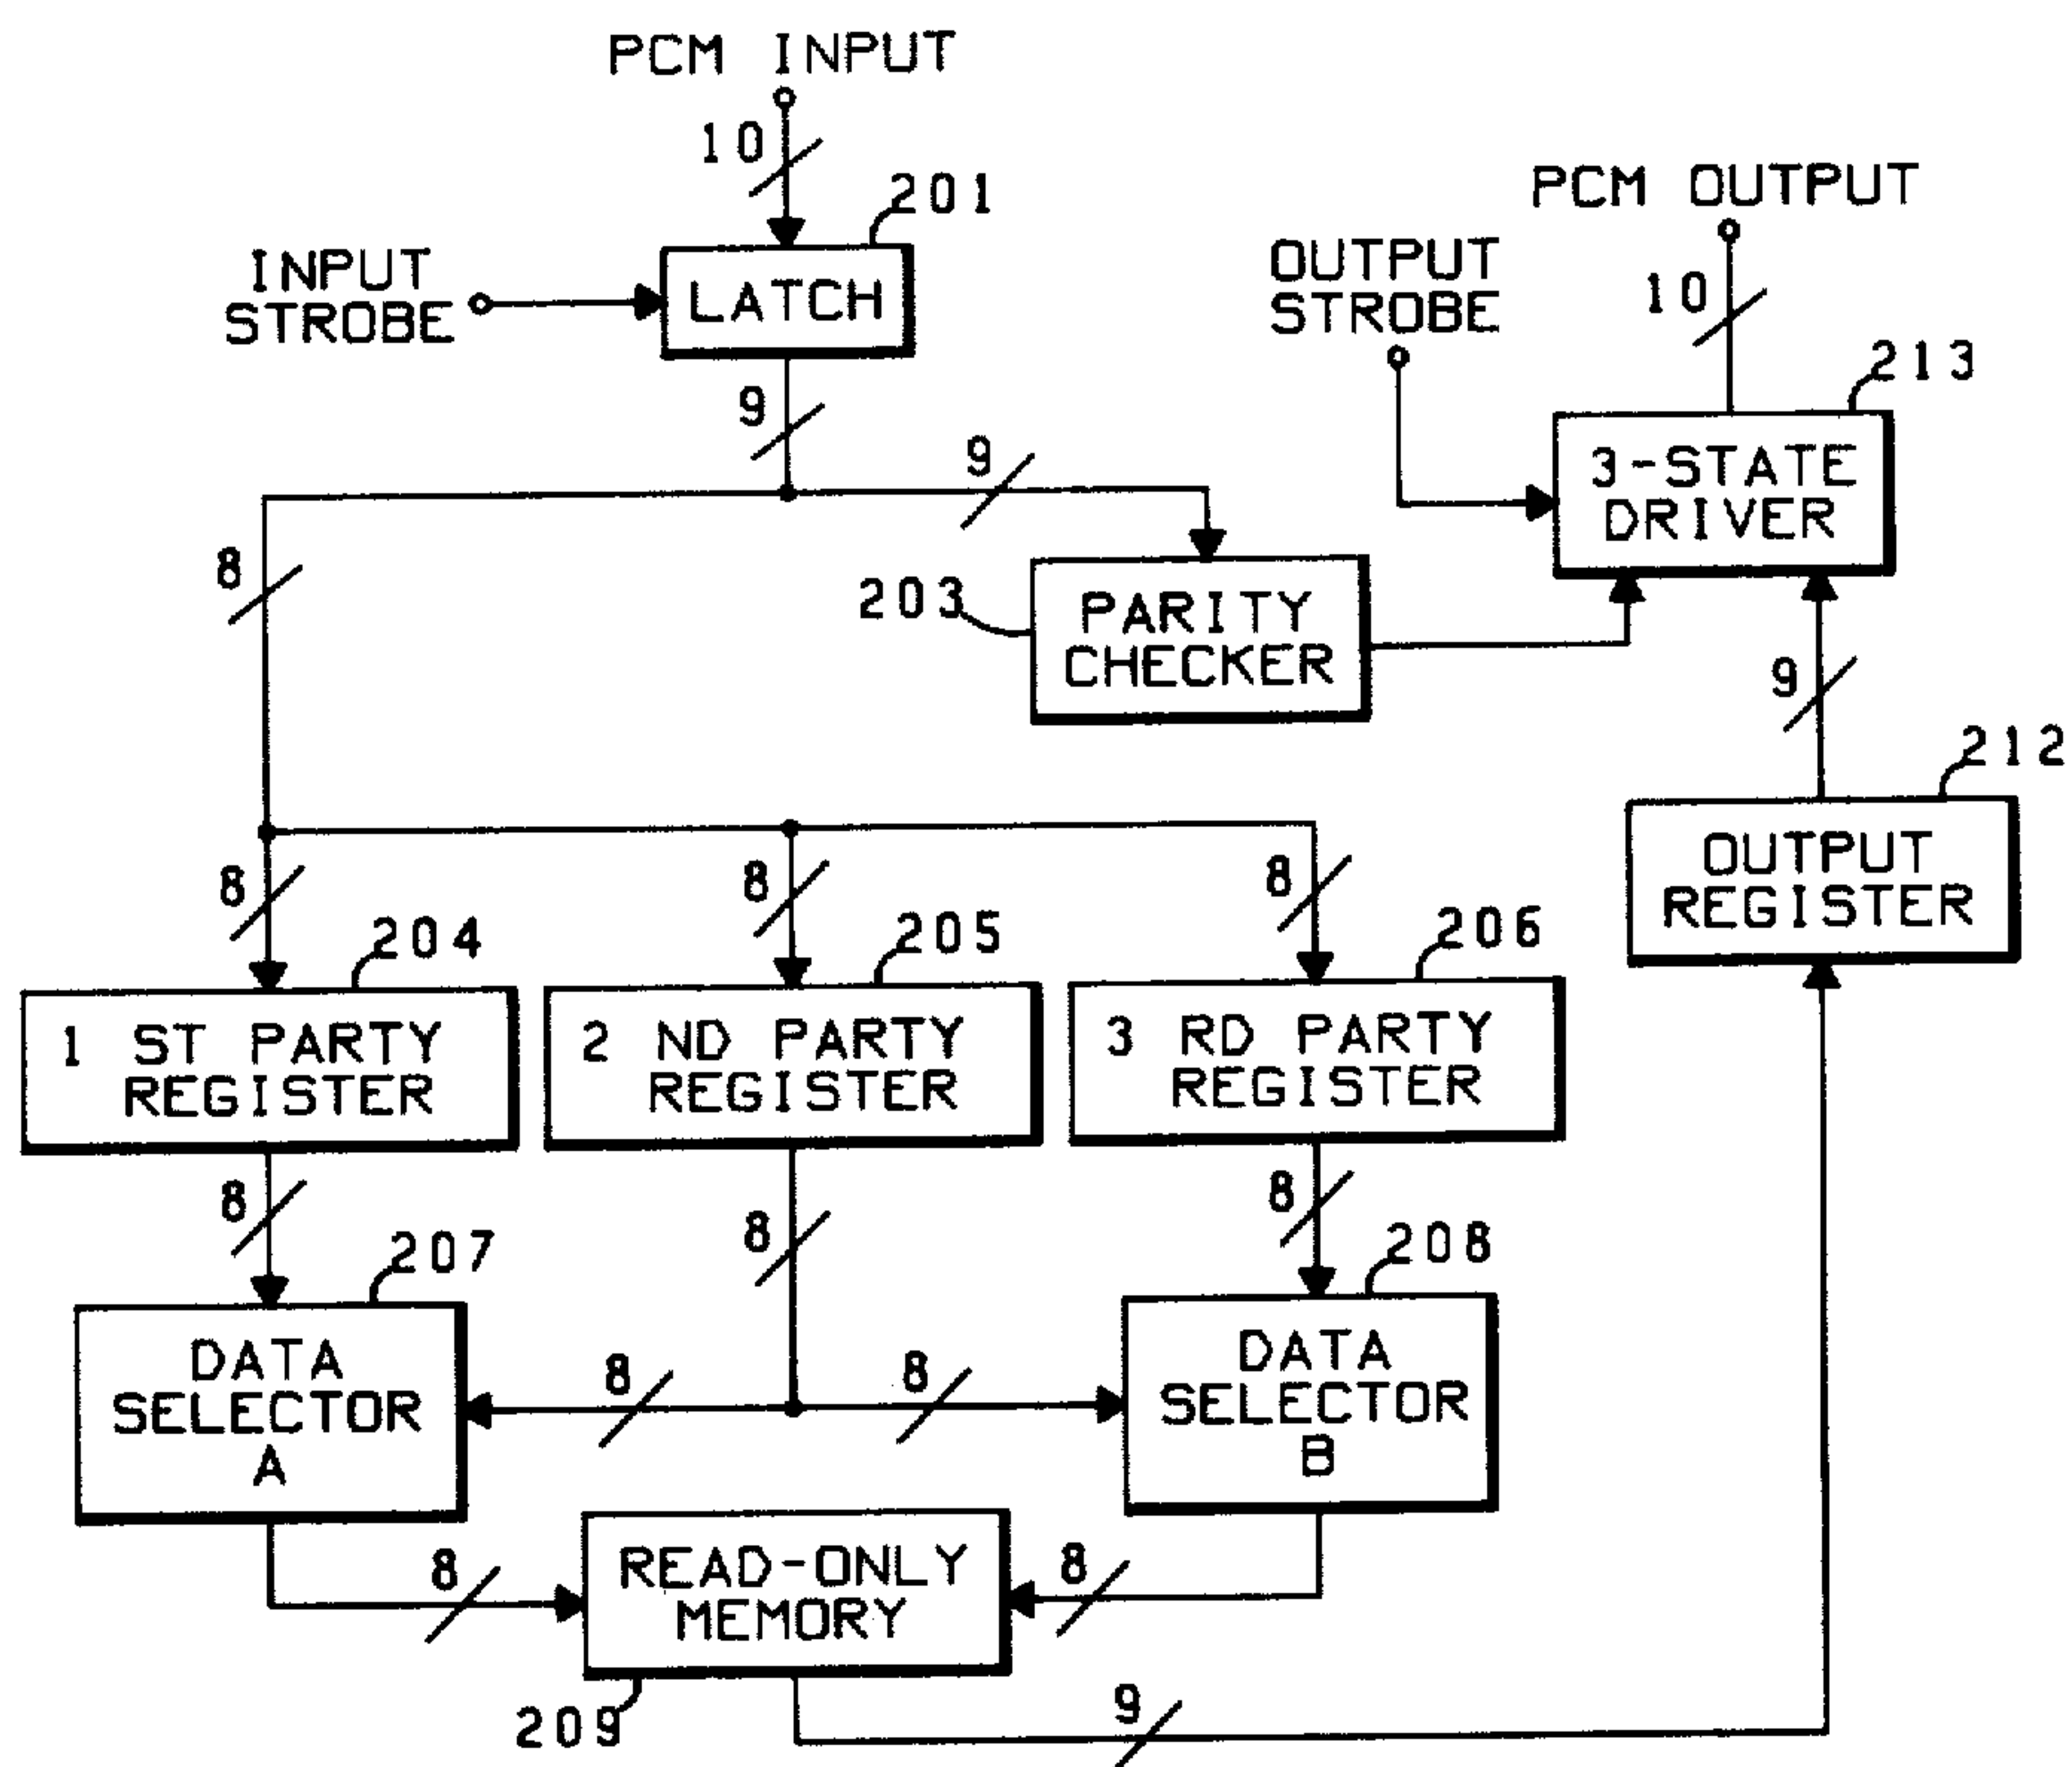 PCM INPUT
10
201
INPUT
STROBE
LATCH
PCM OUTPUT
10
OUTPUT
STROBE
213
3-STATE
DRIVER
9
9
8
203
PARITY
CHECKER
9
212
OUTPUT
REGISTER
8
8
8
204
205
206
1 ST PARTY
REGISTER
2 ND PARTY
REGISTER
3 RD PARTY
REGISTER
8
8
8
207
208
DATA
SELECTOR
A
8
8
DATA
SELECTOR
B
8
READ-ONLY
MEMORY
8
209
9